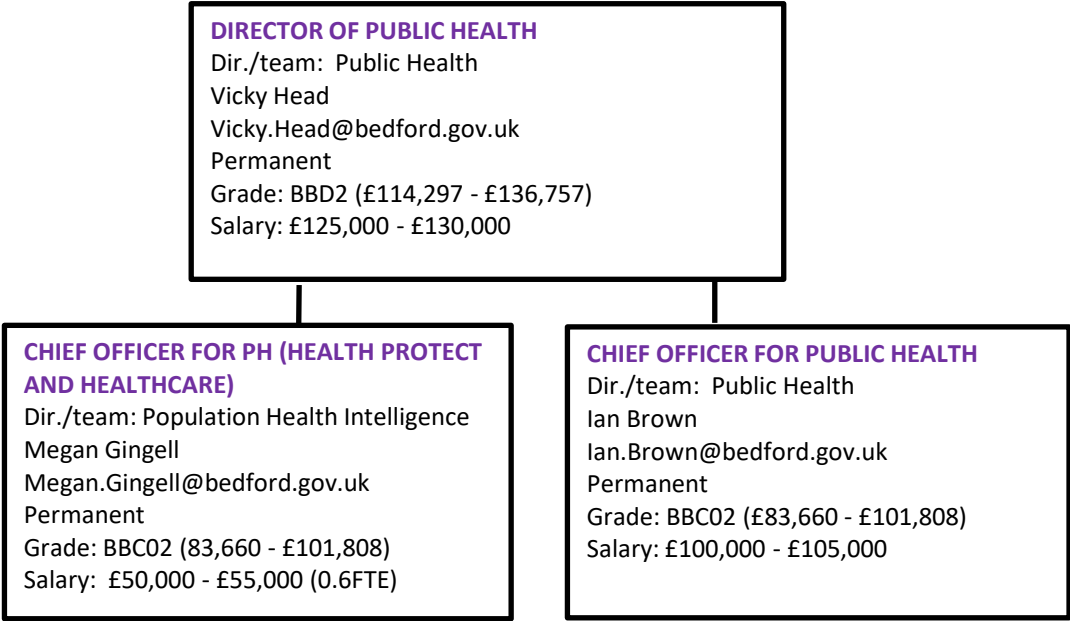 DIRECTOR OF PUBLIC HEALTH
Dir./team:  Public Health
Vicky Head
Vicky.Head@bedford.gov.uk
Permanent
Grade: BBD2 (£114,297 - £136,757)
Salary: £125,000 - £130,000
CHIEF OFFICER FOR PH (HEALTH PROTECT
AND HEALTHCARE)
Dir./team: Population Health Intelligence
Megan Gingell
Megan.Gingell@bedford.gov.uk
Permanent
Grade: BBC02 (83,660 - £101,808)
Salary:  £50,000 - £55,000 (0.6FTE)
CHIEF OFFICER FOR PUBLIC HEALTH
Dir./team:  Public Health
Ian Brown
Ian.Brown@bedford.gov.uk
Permanent
Grade: BBC02 (£83,660 - £101,808)
Salary: £100,000 - £105,000